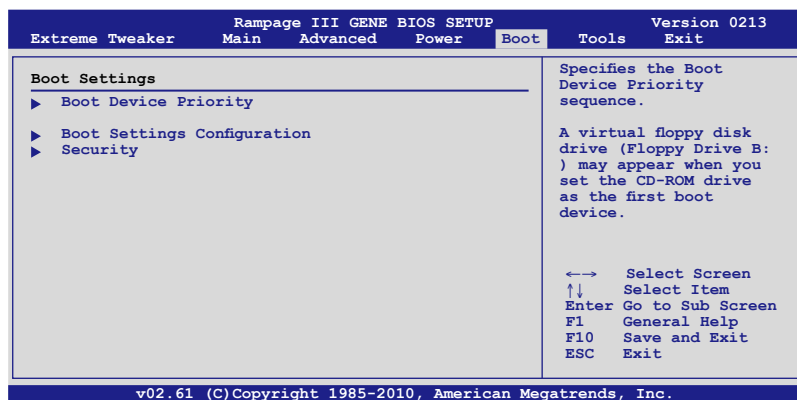 Rampage III GENE BIOS SETUP Version 0213
Extreme Tweaker Main Advanced Power Boot Tools Exit
Boot Settings
Boot Device Priority
Boot Settings Configuration
Security
Specifies the Boot
Device Priority
sequence.
A virtual floppy disk
drive (Floppy Drive B:
) may appear when you
set the CD-ROM drive
as the first boot
device.
←→ Select Screen
↑↓ Select Item
Enter Go to Sub Screen
F1 General Help
F10 Save and Exit
ESC Exit
v02.61 (C)Copyright 1985-2010, American Megatrends, Inc.